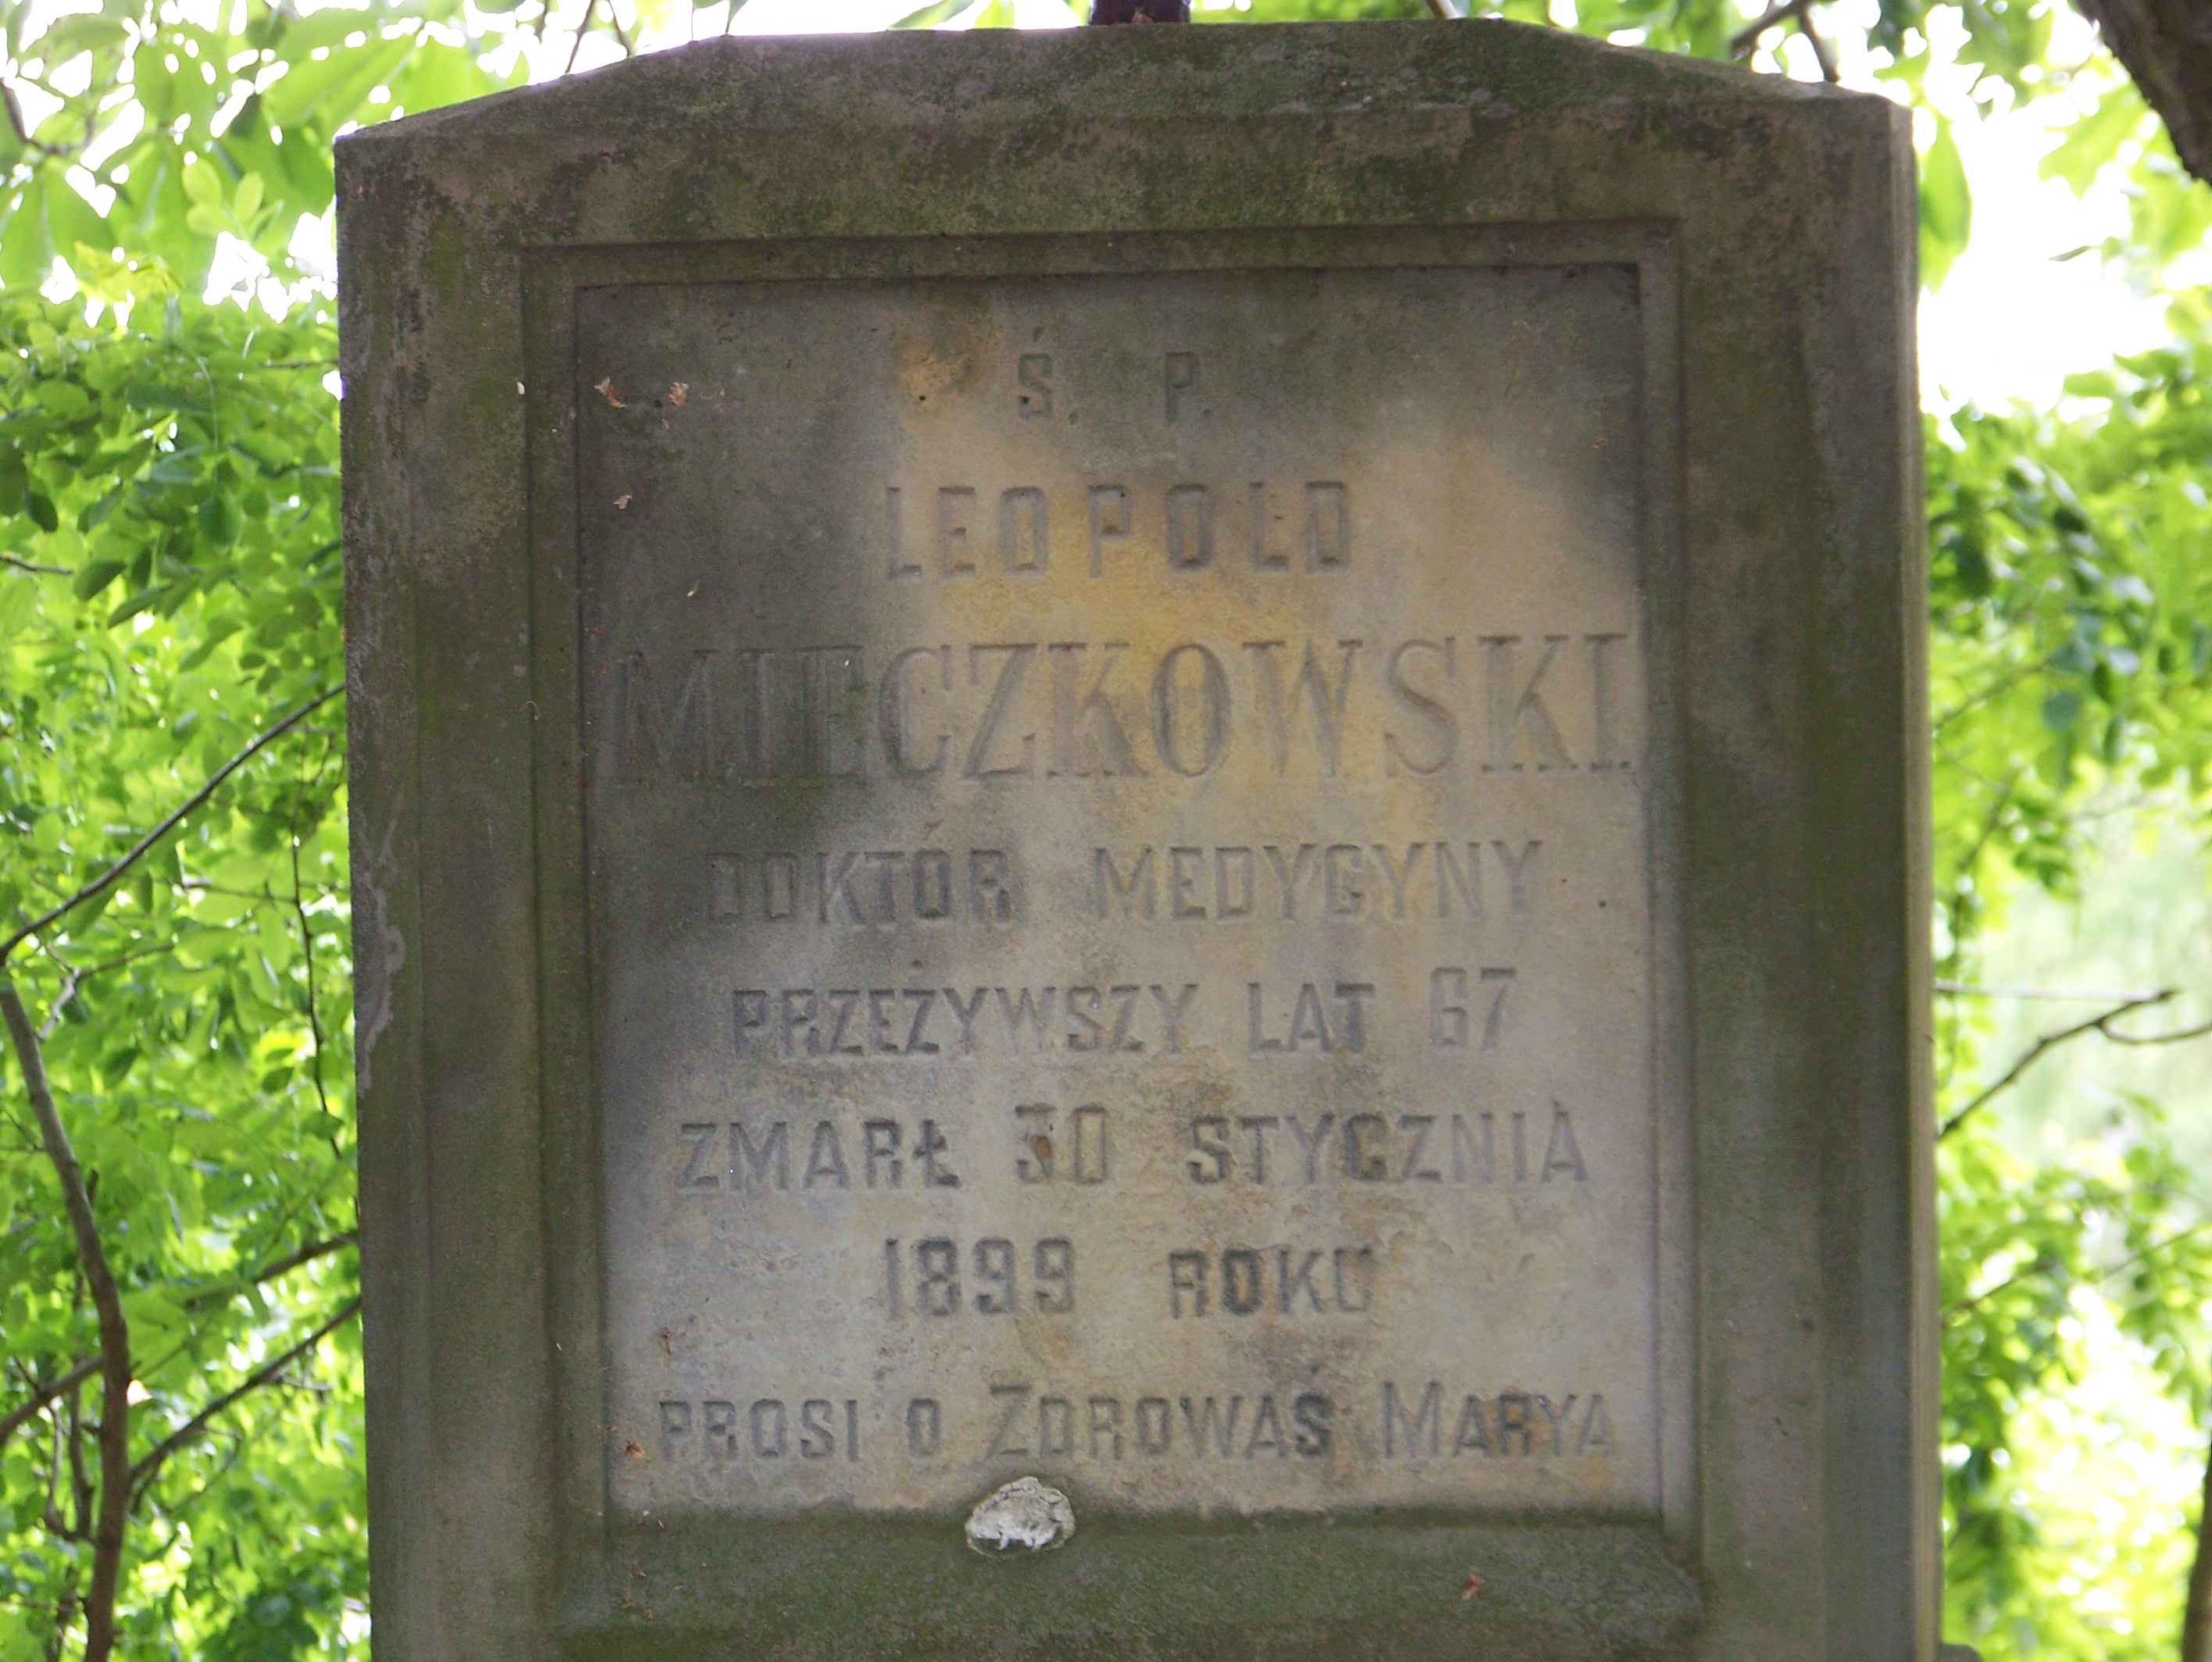 Ś. P.
LEOPOLD
MIECZKOWSKI
DOKTÓR MEDYCYNY
PRZEŻYWSZY LAT 67
ZMARŁ 30 STYCZNIA
1899 ROKU
PROSI O ZDROWAŚ MARYA